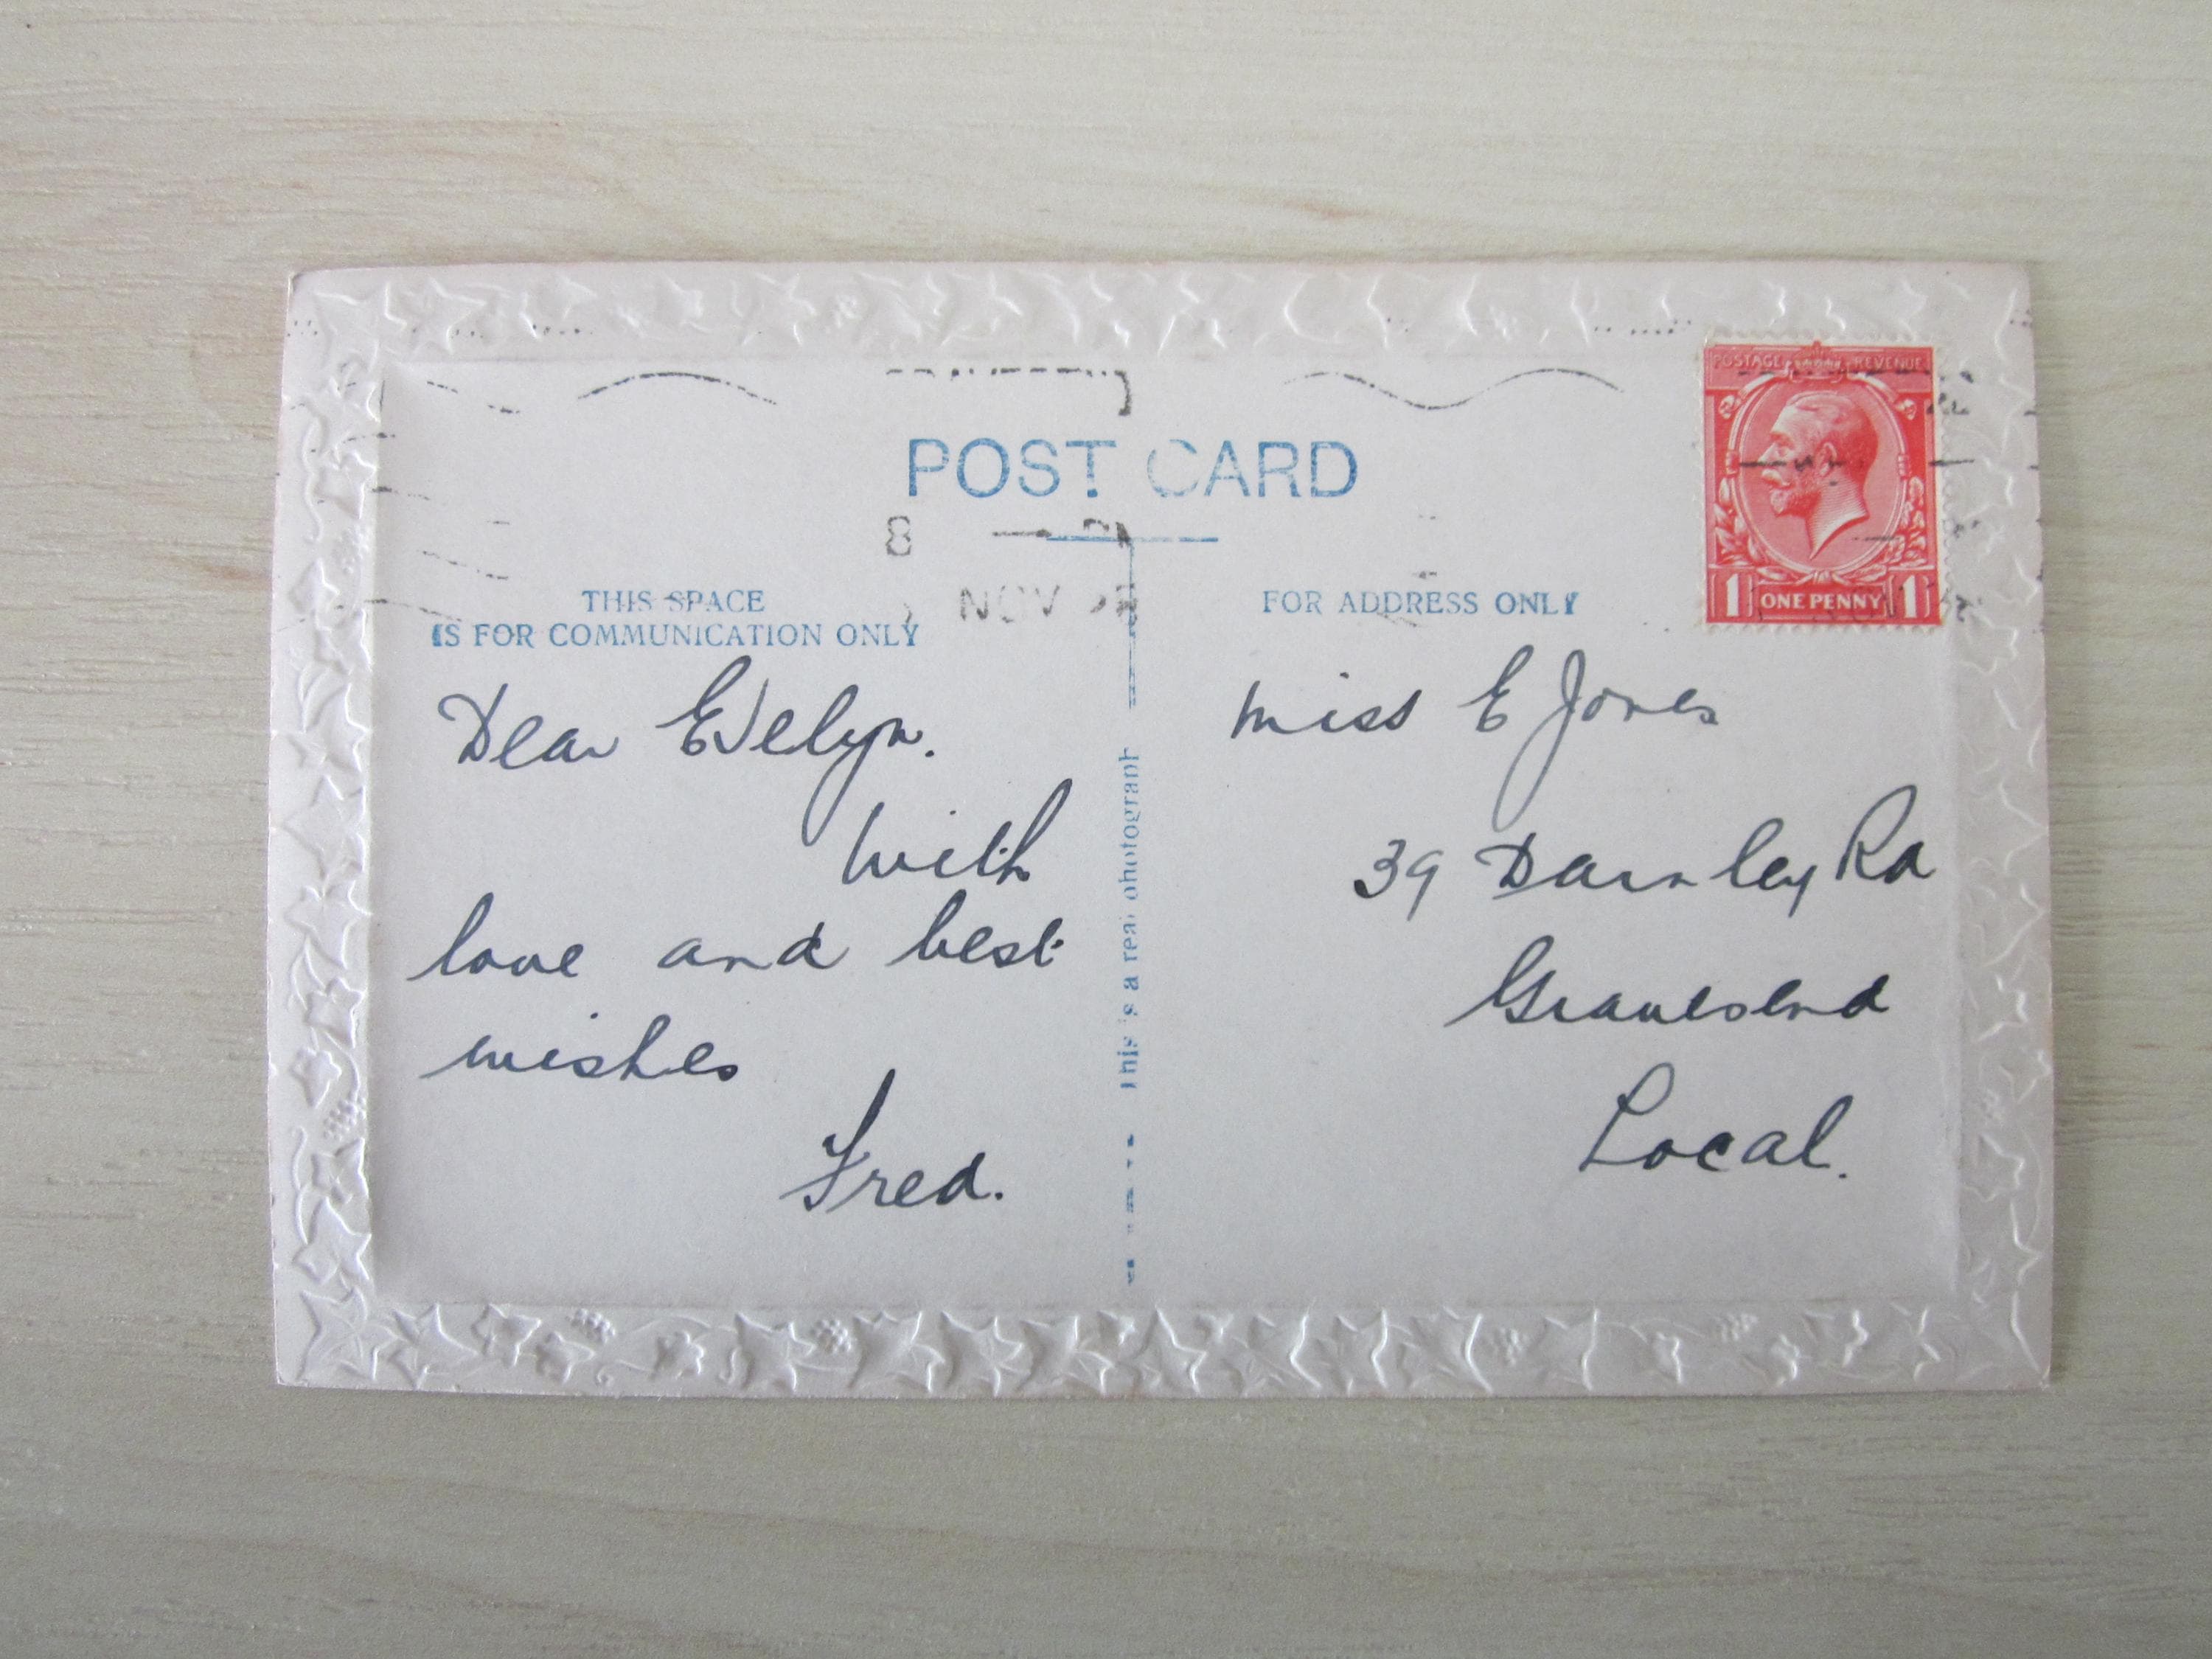 POST CARD
8
NOV
THIS SPACE
IS FOR COMMUNICATION ONLY
FOR ADDRESS ONLY
POSTAGE REVENUE
1 ONE PENNY 1
Dear Evelyn.
With
love and best
wishes
Fred.
This is a real photograph
Miss E Jones
39 Darnley Rd
Gravesend
Local.